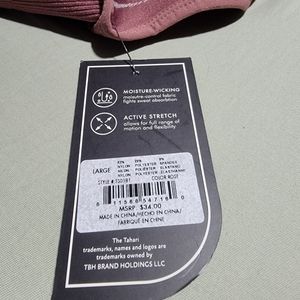 MOISTURE-WICKING
moisture-control fabric
fights sweat absorption
ACTIVE STRETCH
allows for full range of
motion and flexibility
LARGE
NYLON POLYESTER
STYLE #:
COLOR:ROSE
MSRP: $34.00
MADE IN CHINA/HECHO EN CHINA/
FABRIQUÉ EN CHINE
The Tahari
trademarks, names and logos are
trademarks owned by
TBH BRAND HOLDINGS LLC